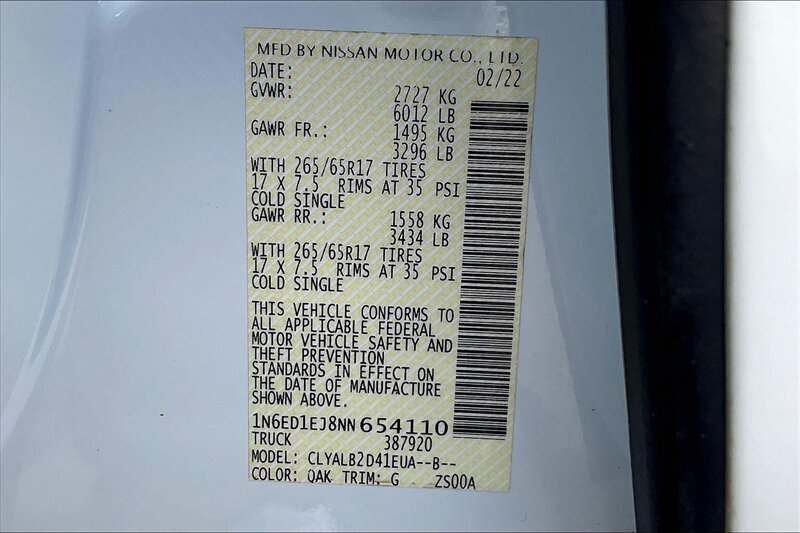 MFD BY NISSAN MOTOR CO., LTD.
DATE: 02/22
GVWR: 2727 KG
6012 LB
GAWR FR.: 1495 KG
3296 LB
WITH 265/65R17 TIRES
17 X 7.5 RIMS AT 35 PSI
COLD SINGLE
GAWR RR.: 1558 KG
3434 LB
WITH 265/65R17 TIRES
17 X 7.5 RIMS AT 35 PSI
COLD SINGLE
THIS VEHICLE CONFORMS TO
ALL APPLICABLE FEDERAL
MOTOR VEHICLE SAFETY AND
THEFT PREVENTION
STANDARDS IN EFFECT ON
THE DATE OF MANUFACTURE
SHOWN ABOVE.
1N6ED1EJ8NN654110
TRUCK 387920
MODEL: CLYALB2D41EUA--B--
COLOR: QAK TRIM: G ZS00A